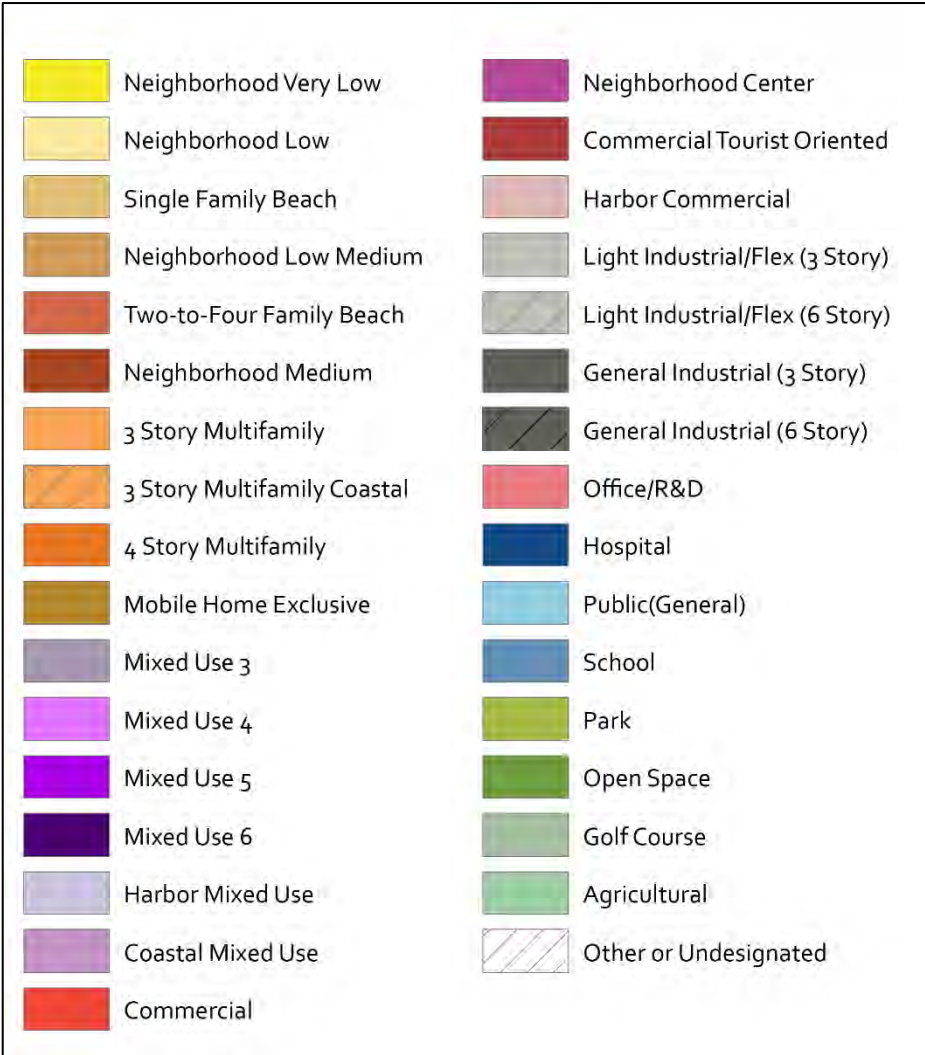 Neighborhood Very Low
Neighborhood Low
Single Family Beach
Neighborhood Low Medium
Two-to-Four Family Beach
Neighborhood Medium
3 Story Multifamily
3 Story Multifamily Coastal
4 Story Multifamily
Mobile Home Exclusive
Mixed Use 3
Mixed Use 4
Mixed Use 5
Mixed Use 6
Harbor Mixed Use
Coastal Mixed Use
Commercial
Neighborhood Center
Commercial Tourist Oriented
Harbor Commercial
Light Industrial/Flex (3 Story)
Light Industrial/Flex (6 Story)
General Industrial (3 Story)
General Industrial (6 Story)
Office/R&D
Hospital
Public(General)
School
Park
Open Space
Golf Course
Agricultural
Other or Undesignated